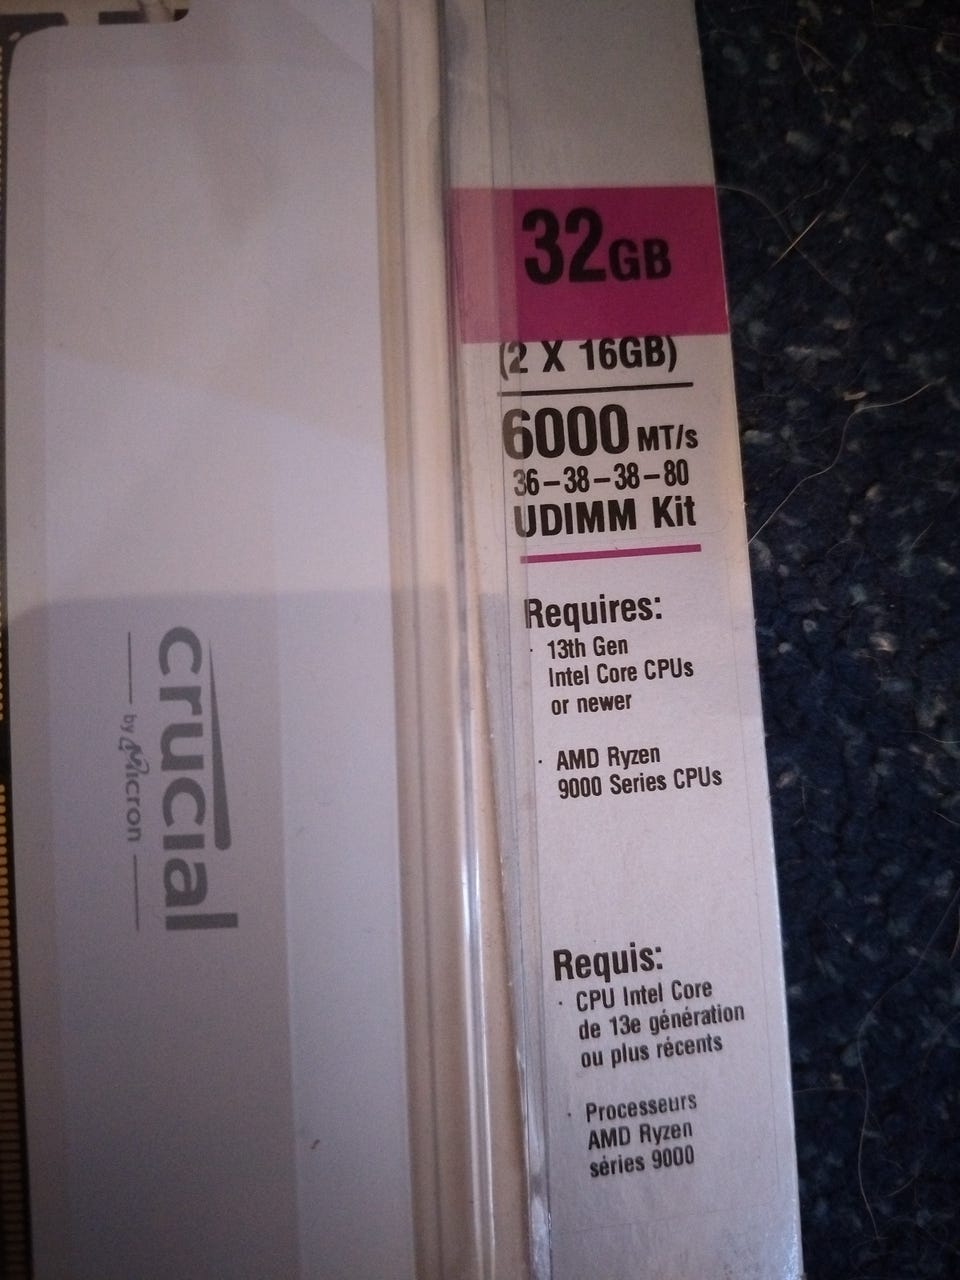 crucial
by Micron
32GB
(2 X 16GB)
6000 MT/s
36-38-38-80
UDIMM Kit
Requires:
· 13th Gen
Intel Core CPUs
or newer
· AMD Ryzen
9000 Series CPUs
Requis:
· CPU Intel Core
de 13e génération
ou plus récents
· Processeurs
AMD Ryzen
séries 9000